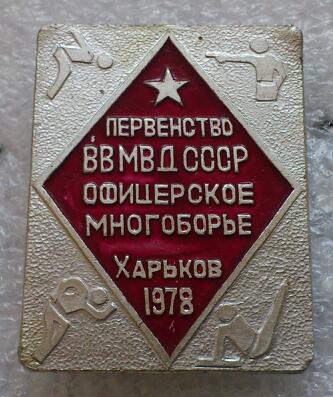 ПЕРВЕНСТВО
ВВ МВД СССР
ОФИЦЕРСКОЕ
МНОГОБОРЬЕ
ХАРЬКОВ
1978